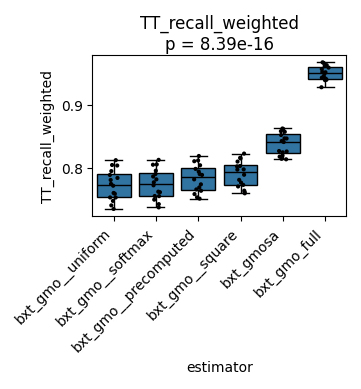 TT_recall_weighted
p = 8.39e-16
TT_recall_weighted
0.9
0.8
bxt_gmo__uniform
bxt_gmo__softmax
bxt_gmo__precomputed
bxt_gmo__square
bxt_gmosa
bxt_gmo_full
estimator